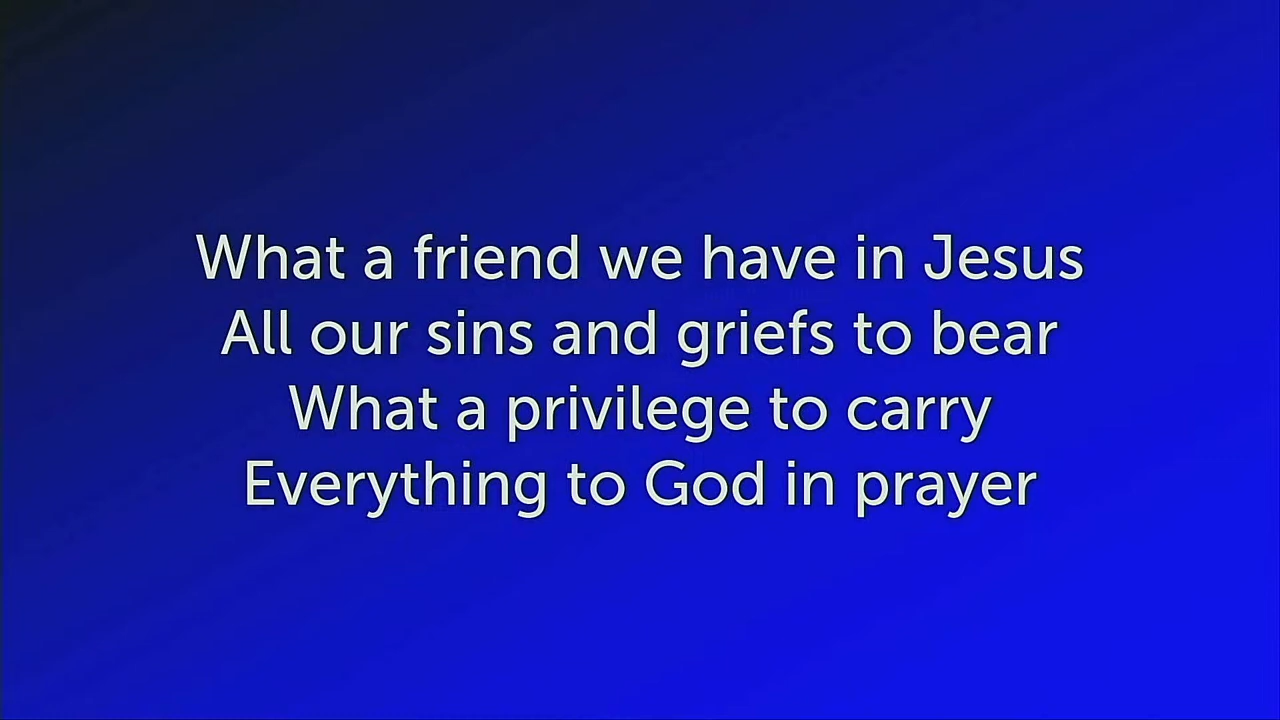 What a friend we have in Jesus
All our sins and griefs to bear
What a privilege to carry
Everything to God in prayer